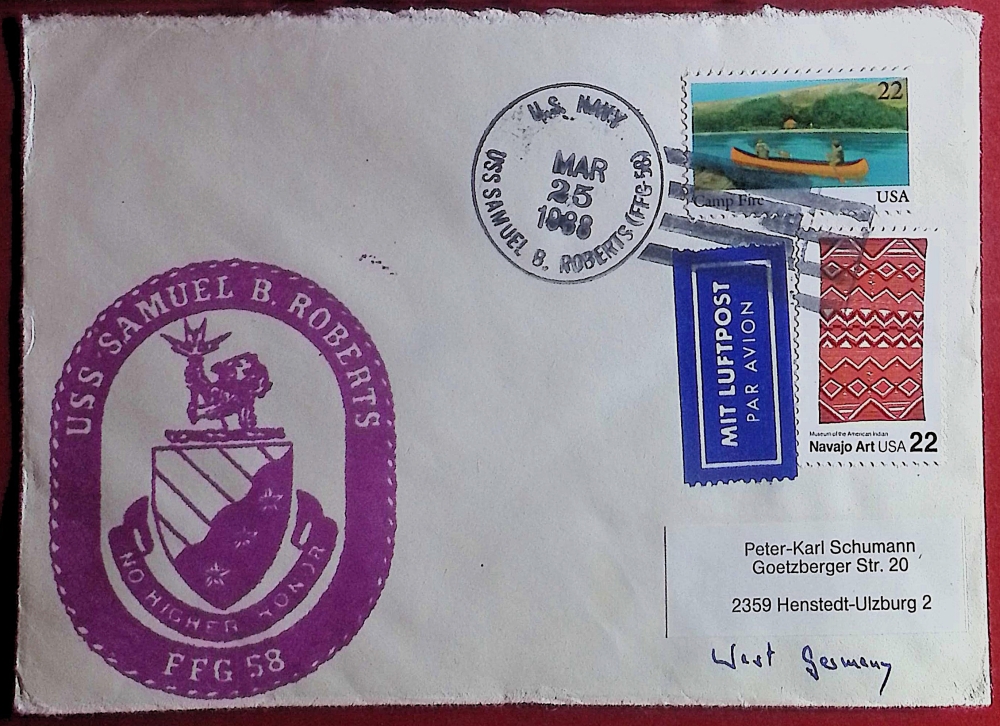 U.S. NAVY
MAR
25
1988
USS SAMUEL B. ROBERTS (FFG-58)
22
Camp Fire
USA
MIT LUFTPOST
PAR AVION
Museum of the American Indian
Navajo Art USA 22
USS SAMUEL B. ROBERTS
NO HIGHER HONOR
FFG 58
Peter-Karl Schumann
Goetzberger Str. 20
2359 Henstedt-Ulzburg 2
West Germany